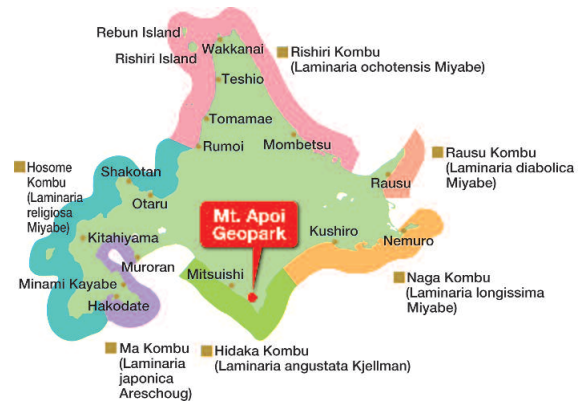 Rebun Island
Rishiri Island
Wakkanai
Rishiri Kombu
(Laminaria ochotensis Miyabe)
Teshio
Tomamae
Rumoi
Mombetsu
Rausu Kombu
(Laminaria diabolica
Miyabe)
Hosome
Kombu
(Laminaria
religiosa
Miyabe)
Shakotan
Otaru
Rausu
Mt. Apoi
Geopark
Kitahiyama
Kushiro
Nemuro
Muroran
Mitsuishi
Naga Kombu
(Laminaria longissima
Miyabe)
Minami Kayabe
Hakodate
Ma Kombu
(Laminaria
japonica
Areschoug)
Hidaka Kombu
(Laminaria angustata Kjellman)